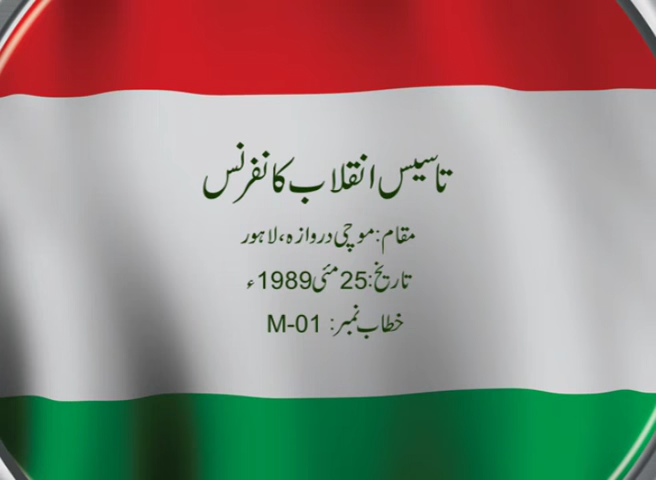 تاسیس انقلاب کانفرنس
مقام: موچی دروازہ، لاہور
تاریخ: 25 مئی 1989ء
خطاب نمبر: M-01